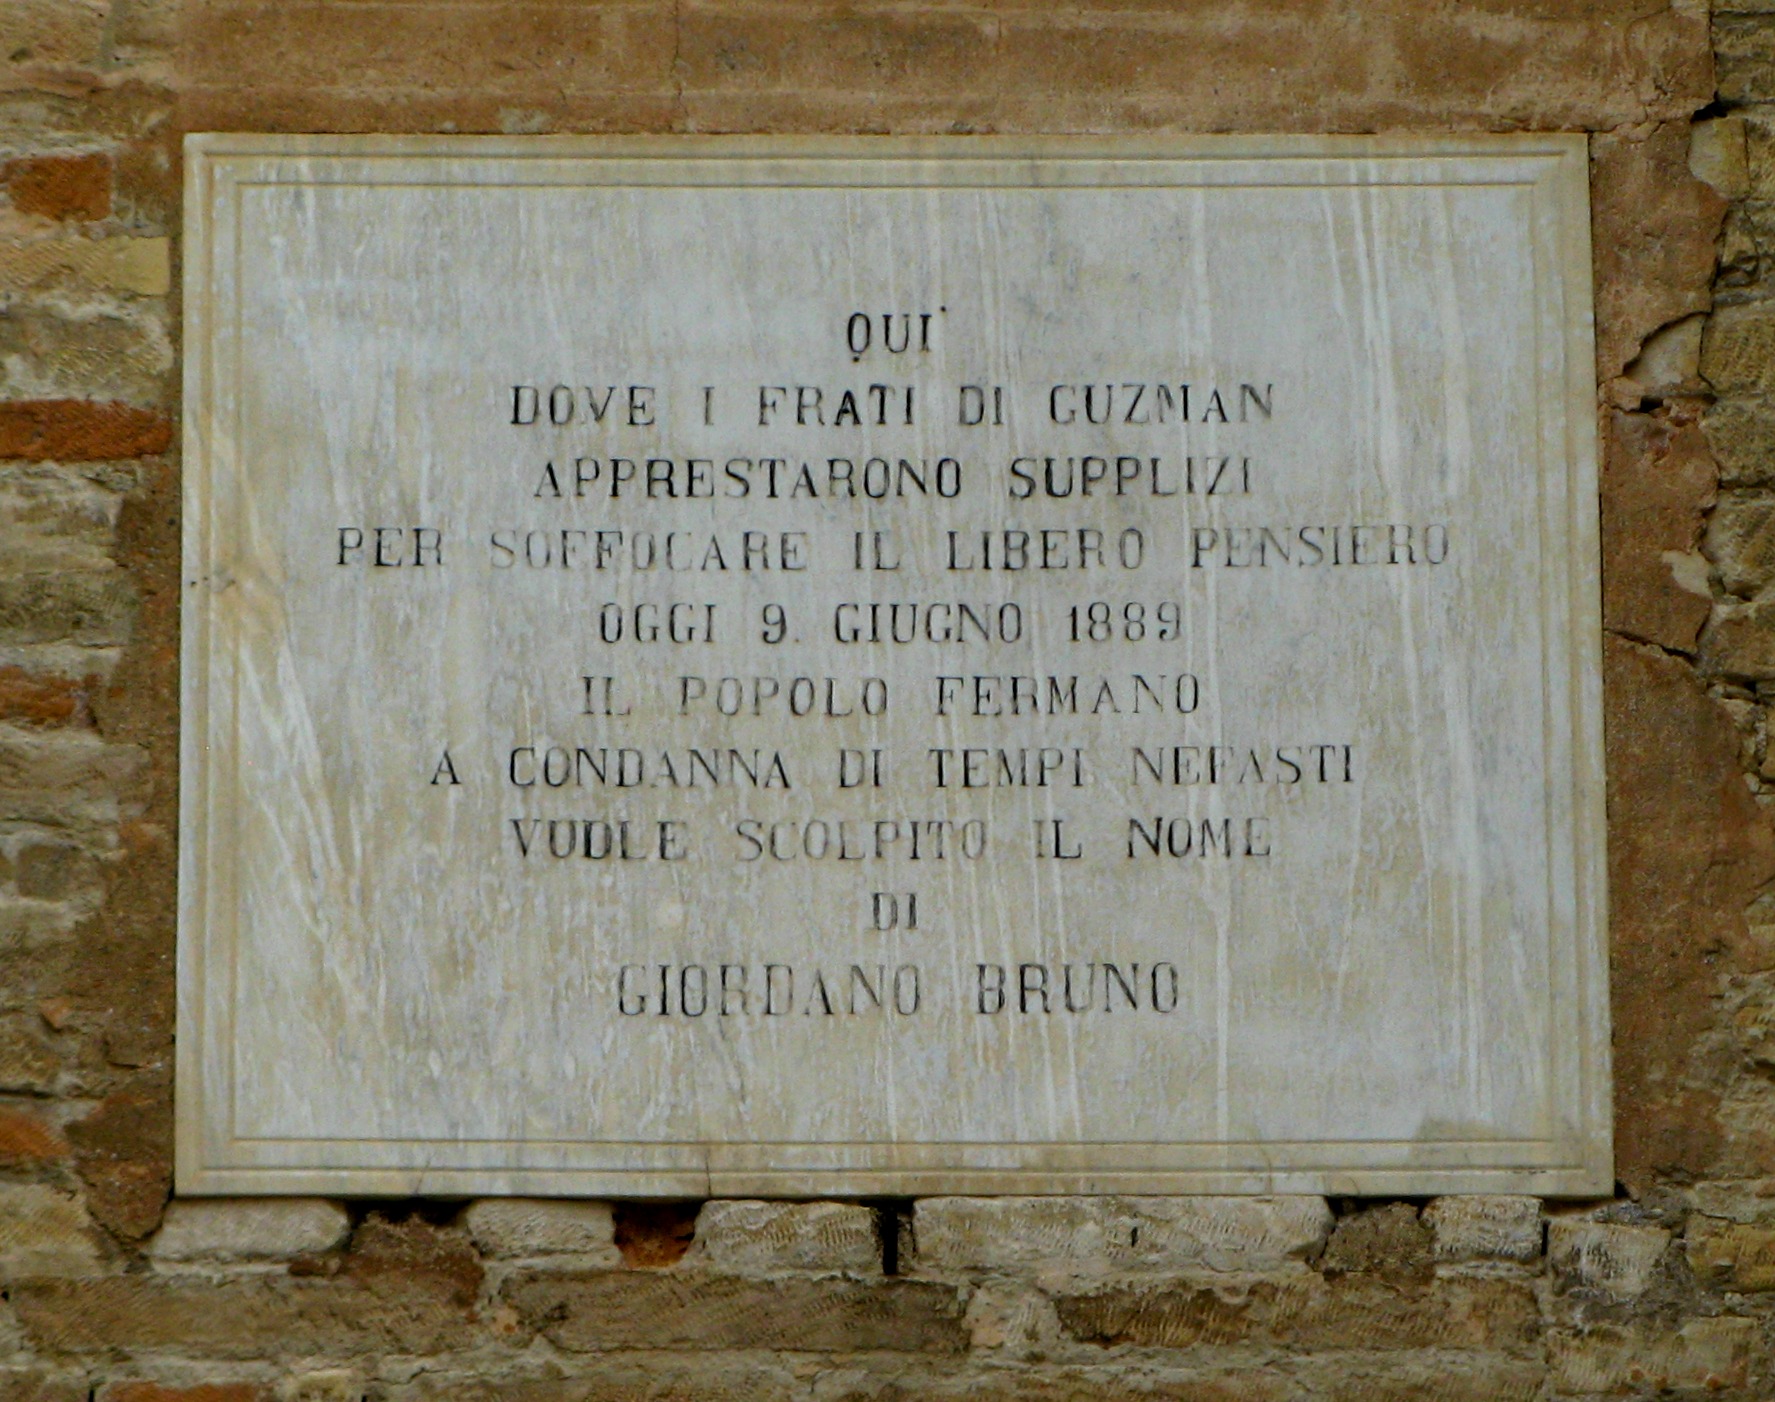 QUI
DOVE I FRATI DI GUZMAN
APPRESTARONO SUPPLIZI
PER SOFFOCARE IL LIBERO PENSIERO
OGGI 9. GIUGNO 1889
IL POPOLO FERMANO
A CONDANNA DI TEMPI NEFASTI
VUOLE SCOLPITO IL NOME
DI
GIORDANO BRUNO